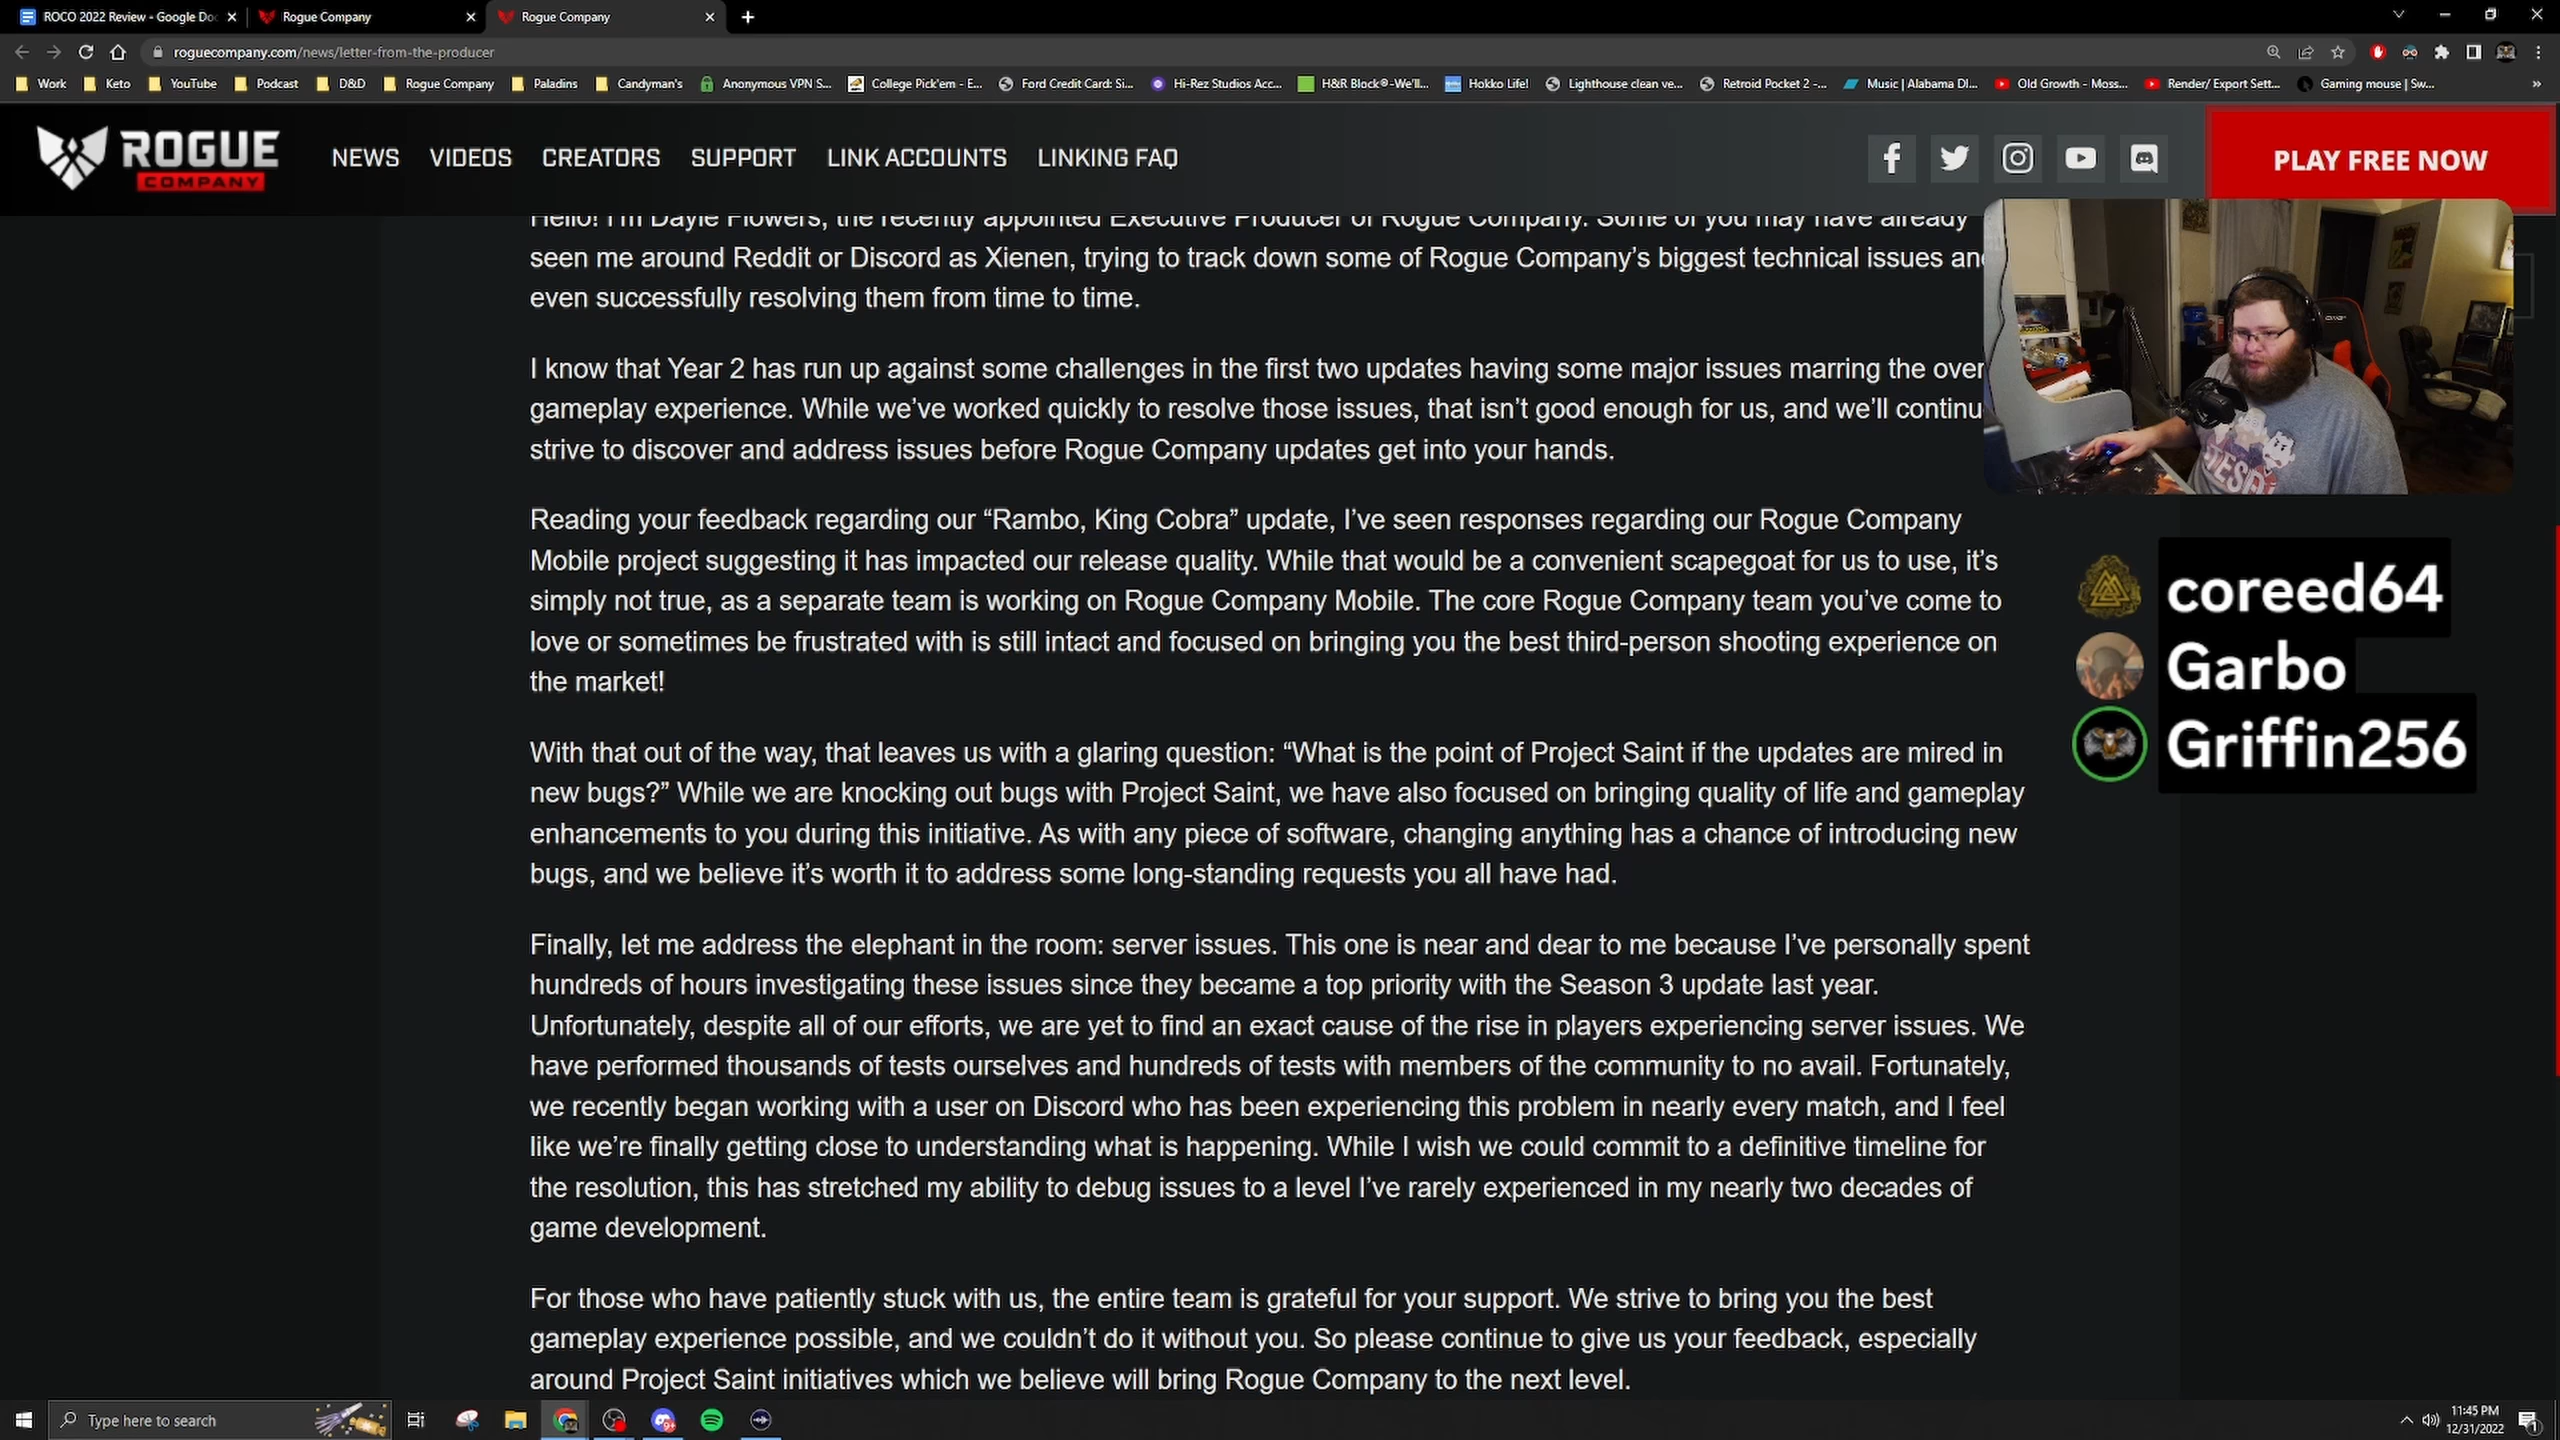 ROCO 2022 Review - Google Do
Rogue Company
Rogue Company
roguecompany.com/news/letter-from-the-producer
Work
Keto
YouTube
Podcast
D&D
Rogue Company
Paladins
Candyman's
Anonymous VPN S...
College Pick'em - E...
Ford Credit Card: Si...
Hi-Rez Studios Acc...
H&R Block®-We'll...
Hokko Life!
Lighthouse clean ve...
Retroid Pocket 2 -...
Music | Alabama Dl...
Old Growth - Moss...
Render/ Export Sett...
Gaming mouse | Sw...
ROGUE
COMPANY
NEWS
VIDEOS
CREATORS
SUPPORT
LINK ACCOUNTS
LINKING FAQ
PLAY FREE NOW
Hello! I'm Dayle Flowers, the recently appointed Executive Producer of Rogue Company. Some of you may have already
seen me around Reddit or Discord as Xienen, trying to track down some of Rogue Company's biggest technical issues an
even successfully resolving them from time to time.
I know that Year 2 has run up against some challenges in the first two updates having some major issues marring the over
gameplay experience. While we've worked quickly to resolve those issues, that isn't good enough for us, and we'll continu
strive to discover and address issues before Rogue Company updates get into your hands.
Reading your feedback regarding our “Rambo, King Cobra” update, I've seen responses regarding our Rogue Company
Mobile project suggesting it has impacted our release quality. While that would be a convenient scapegoat for us to use, it's
simply not true, as a separate team is working on Rogue Company Mobile. The core Rogue Company team you've come to
love or sometimes be frustrated with is still intact and focused on bringing you the best third-person shooting experience on
the market!
With that out of the way, that leaves us with a glaring question: “What is the point of Project Saint if the updates are mired in
new bugs?” While we are knocking out bugs with Project Saint, we have also focused on bringing quality of life and gameplay
enhancements to you during this initiative. As with any piece of software, changing anything has a chance of introducing new
bugs, and we believe it's worth it to address some long-standing requests you all have had.
Finally, let me address the elephant in the room: server issues. This one is near and dear to me because I've personally spent
hundreds of hours investigating these issues since they became a top priority with the Season 3 update last year.
Unfortunately, despite all of our efforts, we are yet to find an exact cause of the rise in players experiencing server issues. We
have performed thousands of tests ourselves and hundreds of tests with members of the community to no avail. Fortunately,
we recently began working with a user on Discord who has been experiencing this problem in nearly every match, and I feel
like we're finally getting close to understanding what is happening. While I wish we could commit to a definitive timeline for
the resolution, this has stretched my ability to debug issues to a level I've rarely experienced in my nearly two decades of
game development.
For those who have patiently stuck with us, the entire team is grateful for your support. We strive to bring you the best
gameplay experience possible, and we couldn't do it without you. So please continue to give us your feedback, especially
around Project Saint initiatives which we believe will bring Rogue Company to the next level.
coreed64
Garbo
Griffin256
Type here to search
11:45 PM
12/31/2022